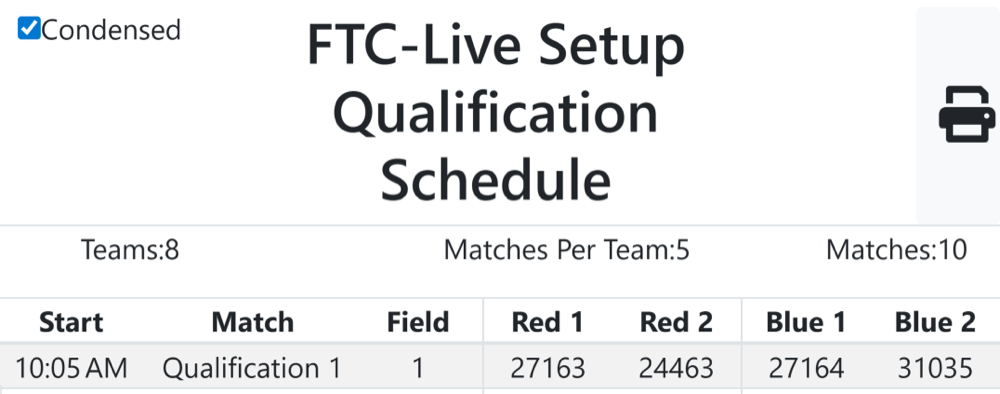 Condensed
FTC-Live Setup
Qualification
Schedule
Teams:8 Matches Per Team:5 Matches:10
Start Match Field Red 1 Red 2 Blue 1 Blue 2
10:05 AM Qualification 1 1 27163 24463 27164 31035